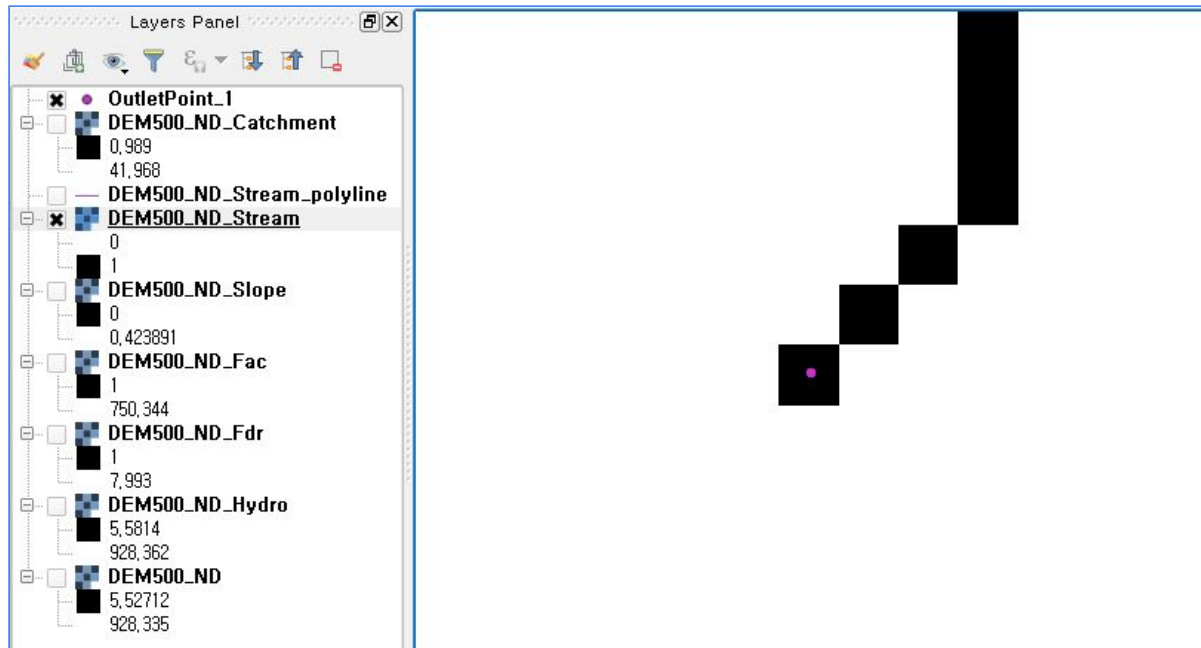 Layers Panel
OutletPoint_1
DEM500_ND_Catchment
0,989
41,968
DEM500_ND_Stream_polyline
DEM500_ND_Stream
0
1
DEM500_ND_Slope
0
0,423891
DEM500_ND_Fac
1
750,344
DEM500_ND_Fdr
1
7,993
DEM500_ND_Hydro
5,5814
928,362
DEM500_ND
5,52712
928,335